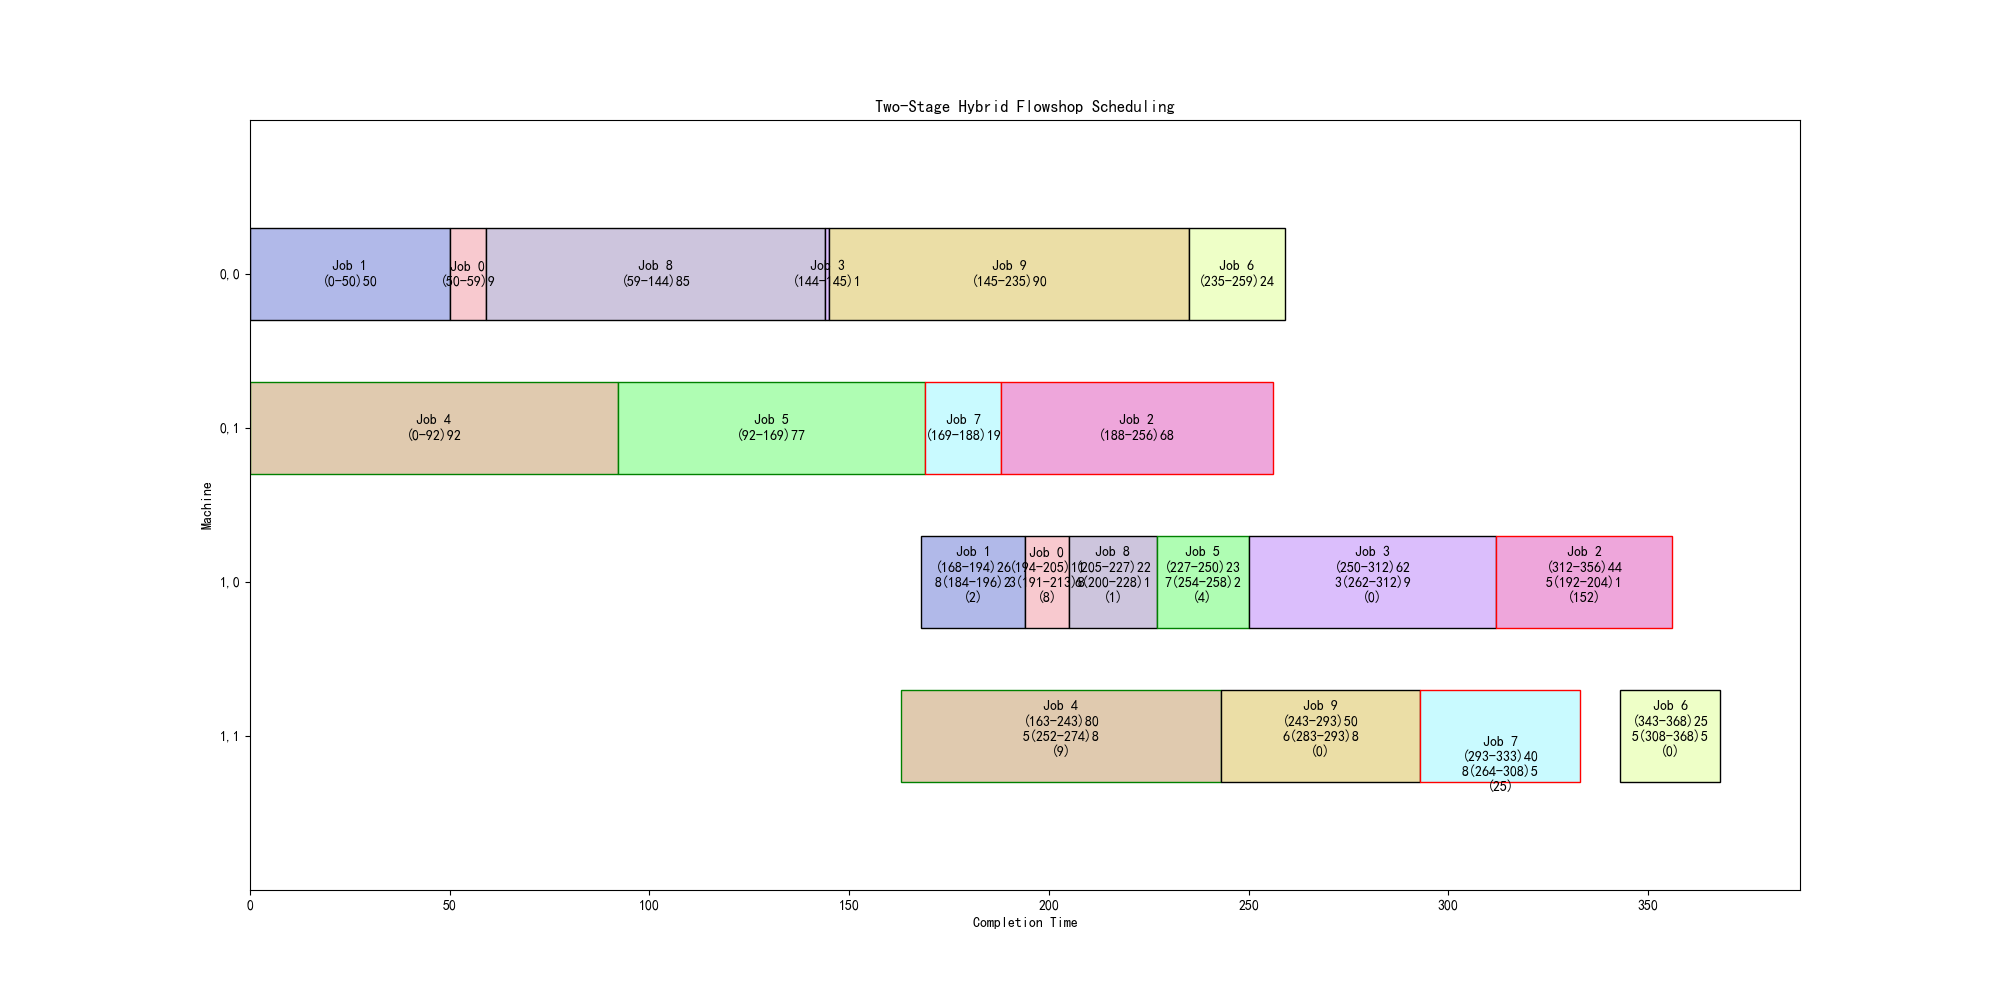 Two-Stage Hybrid Flowshop Scheduling
0,0
Job 1
(0-50)50
Job 0
(50-59)9
Job 8
(59-144)85
Job 3
(144-145)1
Job 9
(145-235)90
Job 6
(235-259)24
0,1
Job 4
(0-92)92
Job 5
(92-169)77
Job 7
(169-188)19
Job 2
(188-256)68
Machine
1,0
Job 1
(168-194)26
8(184-196)2
(2)
Job 0
(194-205)11
3(191-213)8
(8)
Job 8
(205-227)22
(200-228)1
(1)
Job 5
(227-250)23
7(254-258)2
(4)
Job 3
(250-312)62
3(262-312)9
(0)
Job 2
(312-356)44
5(192-204)1
(152)
1,1
Job 4
(163-243)80
5(252-274)8
(9)
Job 9
(243-293)50
6(283-293)8
(0)
Job 7
(293-333)40
8(264-308)5
(25)
Job 6
(343-368)25
5(308-368)5
(0)
0 50 100 150 200 250 300 350
Completion Time